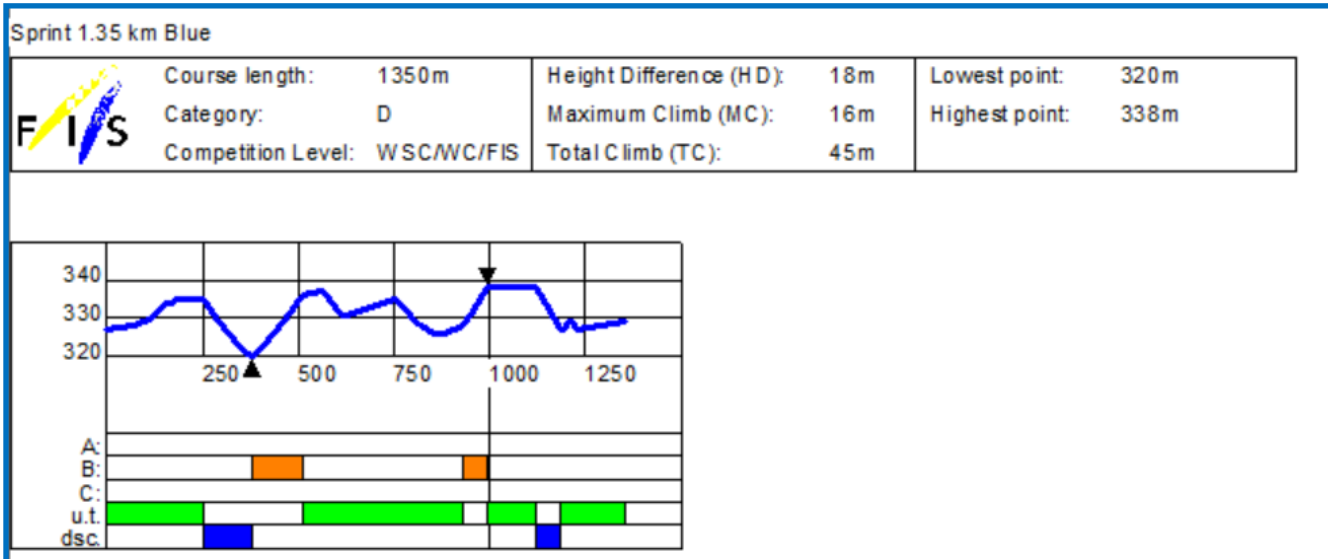 Sprint 1.35 km Blue
FIS
Course length: 1350m
Category: D
Competition Level: WSC/WC/FIS
Height Difference (HD): 18m
Maximum Climb (MC): 16m
Total Climb (TC): 45m
Lowest point: 320m
Highest point: 338m
340
330
320
250 500 750 1000 1250
A:
B:
C:
u.t.
dsc.